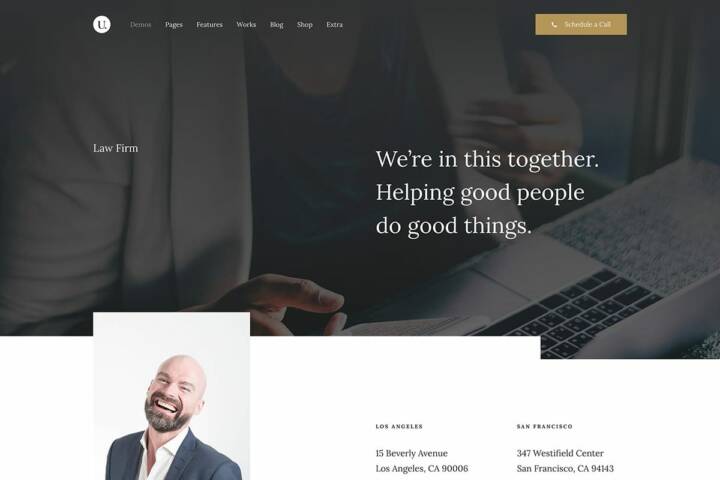 U.
Demos Pages Features Works Blog Shop Extra
Schedule a Call
Law Firm
We’re in this together.
Helping good people
do good things.
LOS ANGELES
15 Beverly Avenue
Los Angeles, CA 90006
SAN FRANCISCO
347 Westifield Center
San Francisco, CA 94143